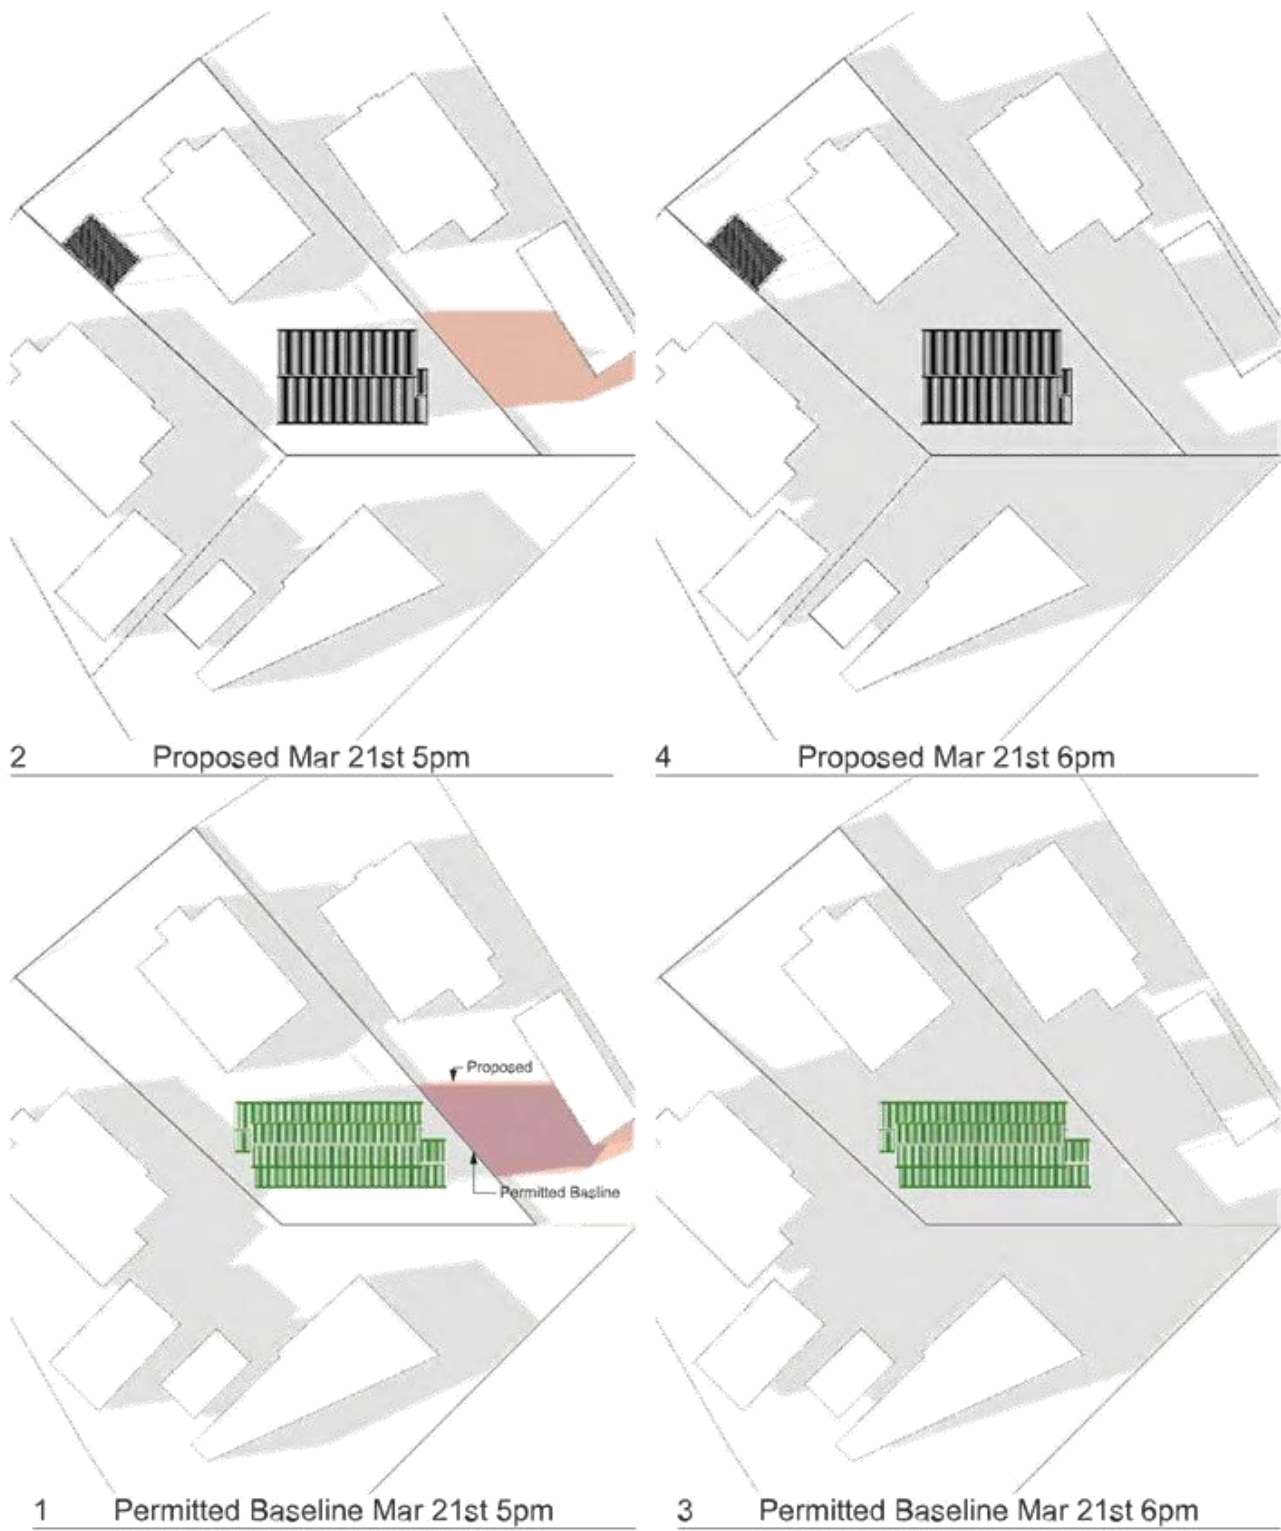 2 Proposed Mar 21st 5pm
4 Proposed Mar 21st 6pm
Proposed
Permitted Basline
1 Permitted Baseline Mar 21st 5pm
3 Permitted Baseline Mar 21st 6pm